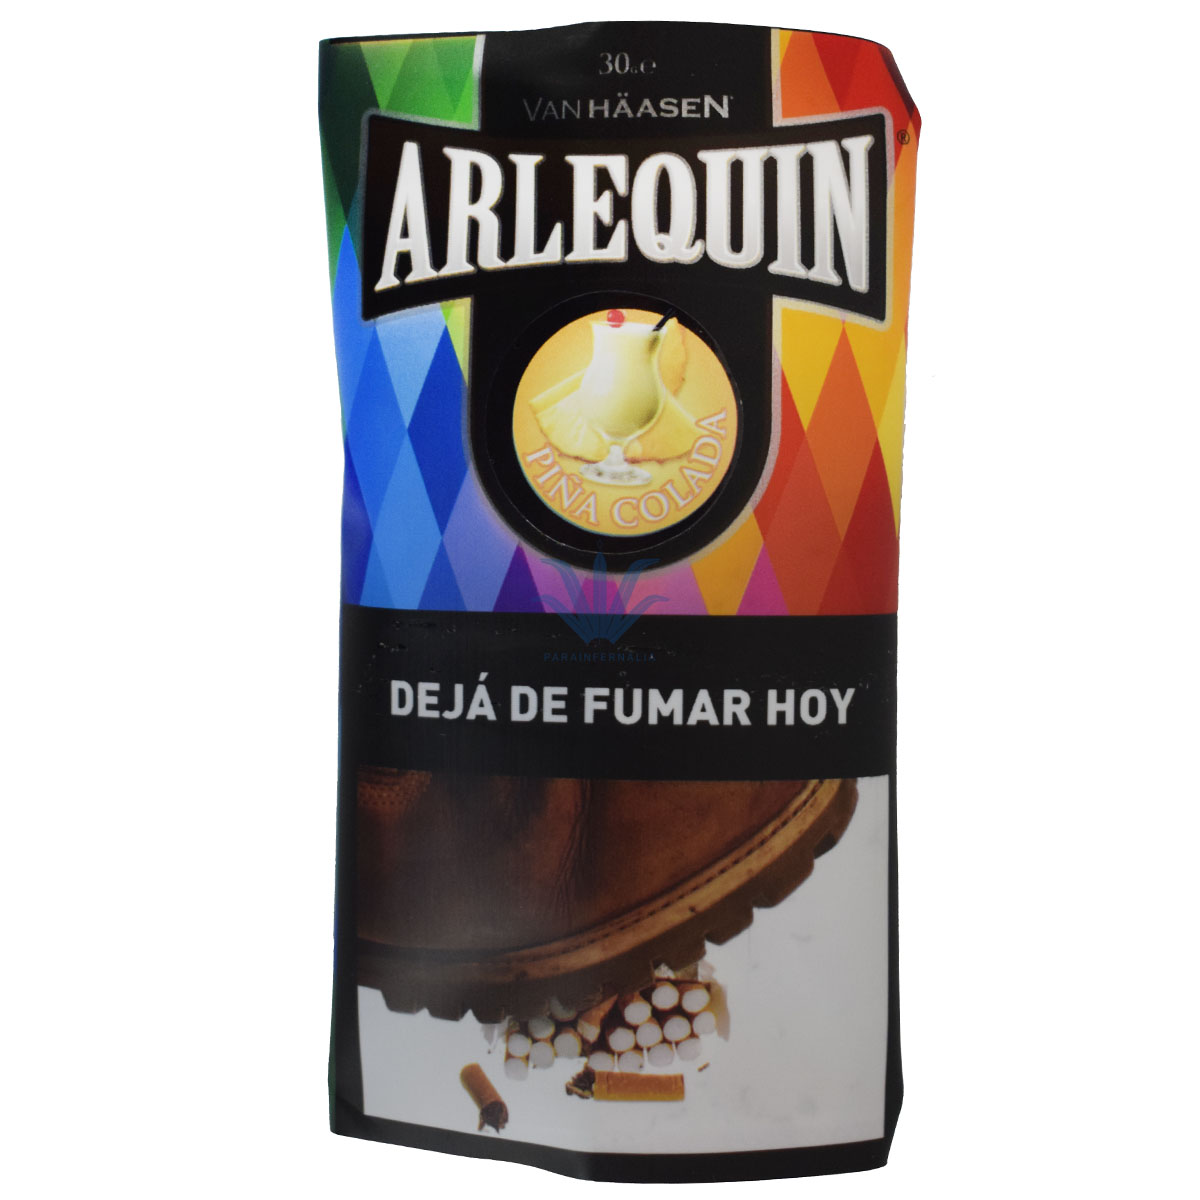 30G.e
VAN HÄASEN®
ARLEQUIN®
PIÑA COLADA
PARAINFERNALIA
DEJÁ DE FUMAR HOY